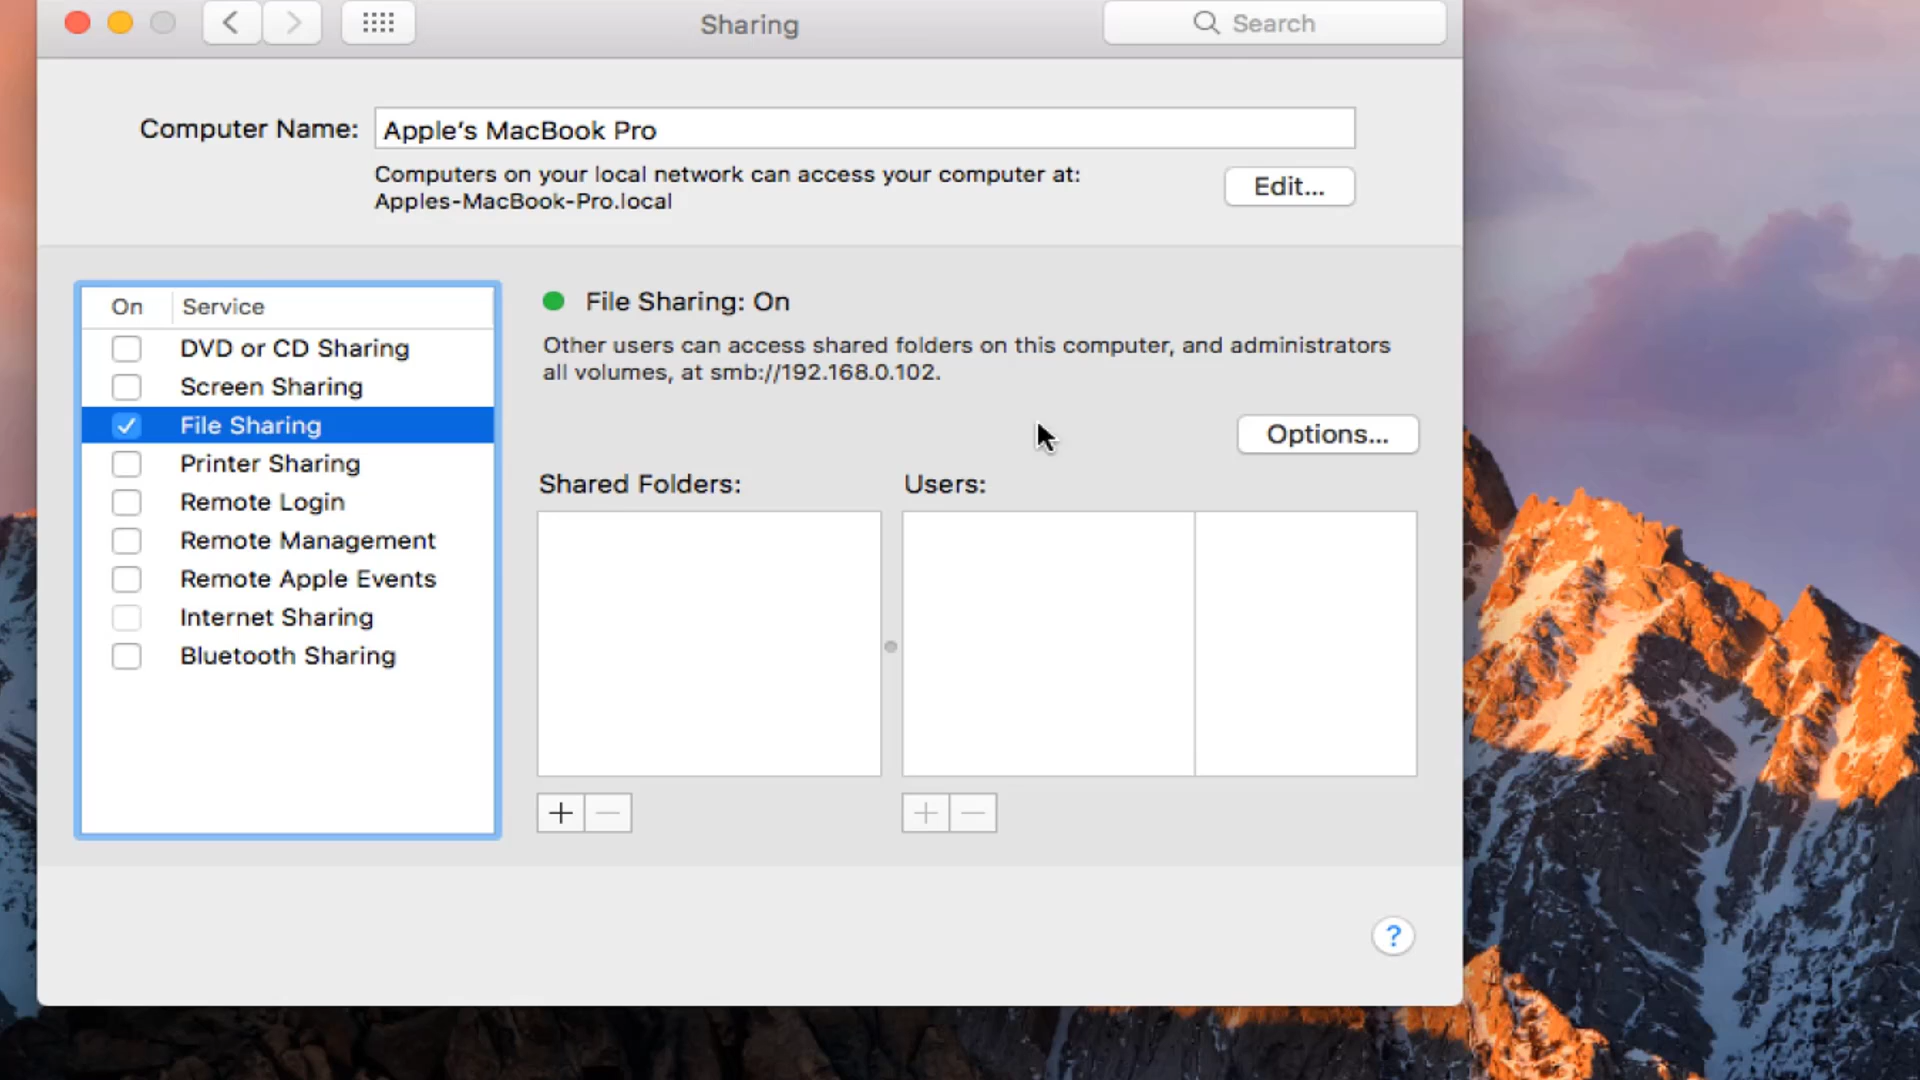 Sharing
Search
Computer Name:
Apple's MacBook Pro
Computers on your local network can access your computer at:
Apples-MacBook-Pro.local
Edit...
On
Service
DVD or CD Sharing
Screen Sharing
File Sharing
Printer Sharing
Remote Login
Remote Management
Remote Apple Events
Internet Sharing
Bluetooth Sharing
File Sharing: On
Other users can access shared folders on this computer, and administrators
all volumes, at smb://192.168.0.102.
Options...
Shared Folders:
Users:
?